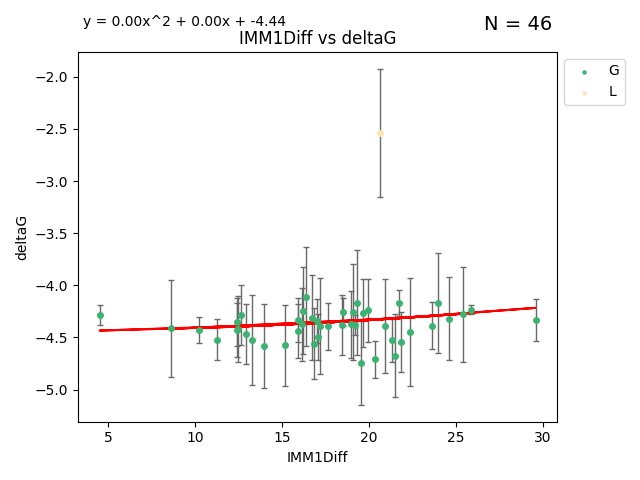 y = 0.00x^2 + 0.00x + -4.44
N = 46
IMM1Diff vs deltaG
G
L
−2.0
−2.5
−3.0
−3.5
−4.0
−4.5
−5.0
deltaG
5 10 15 20 25 30
IMM1Diff